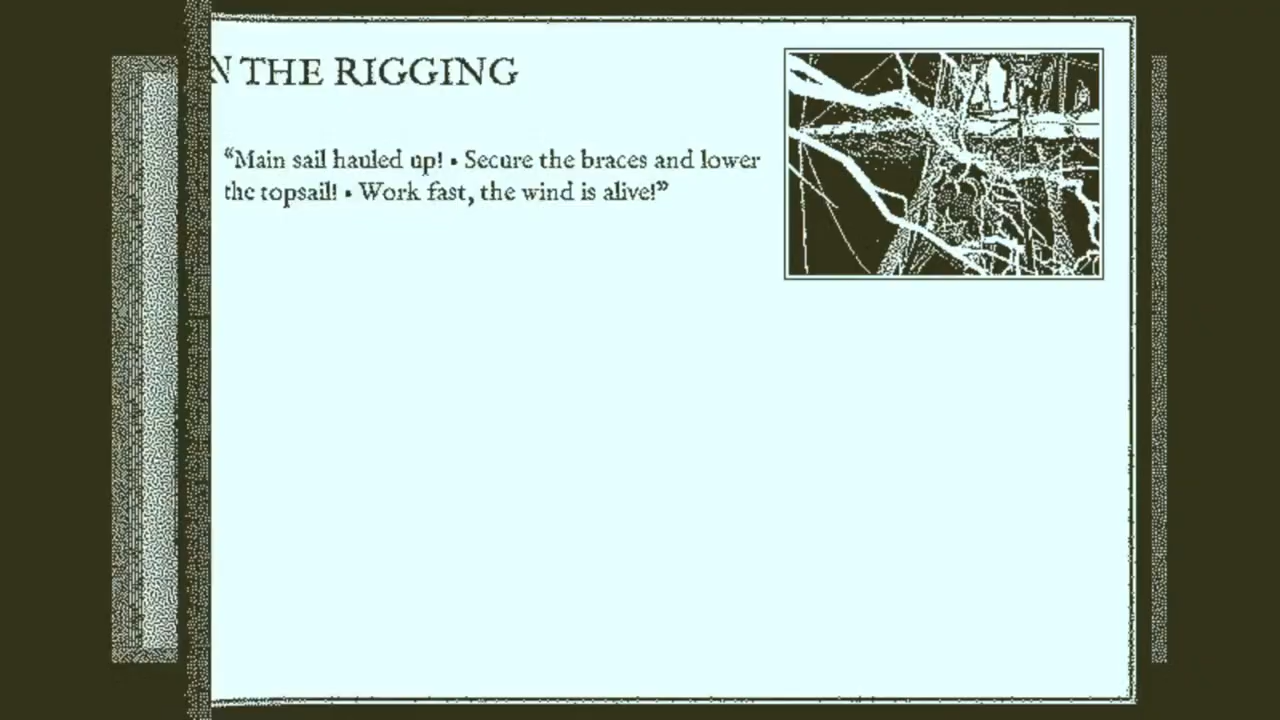 N THE RIGGING
“Main sail hauled up! • Secure the braces and lower
the topsail! • Work fast, the wind is alive!”